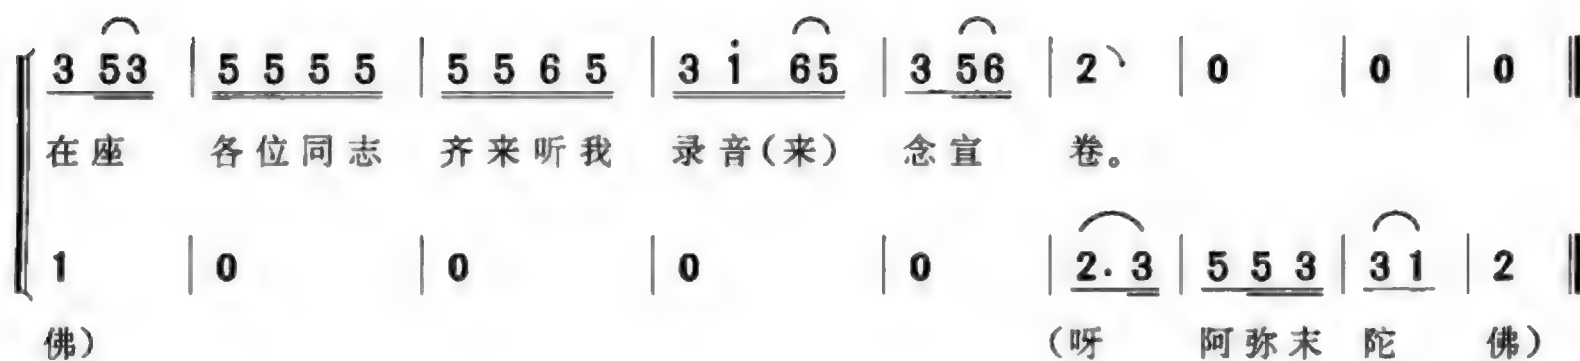 3 53 | 5 5 5 5 | 5 5 6 5 | 3 i 65 | 3 56 | 2 | 0 | 0 | 0
在座 各位同志 齐来听我 录音(来) 念宣 卷。
1 | 0 | 0 | 0 | 0 | 2. 3 | 5 5 3 | 3 1 | 2
佛) (呀 阿弥末 陀 佛)